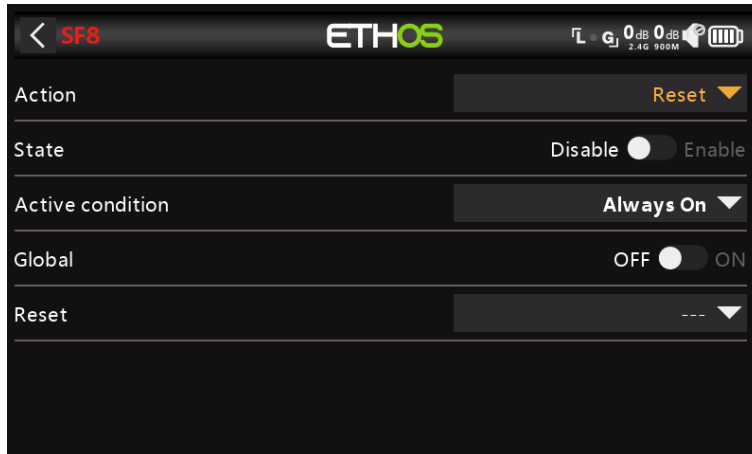 SF8 ETHOS L G 0dB 0dB
2.4G 900M
Action Reset
State Disable Enable
Active condition Always On
Global OFF ON
Reset ---